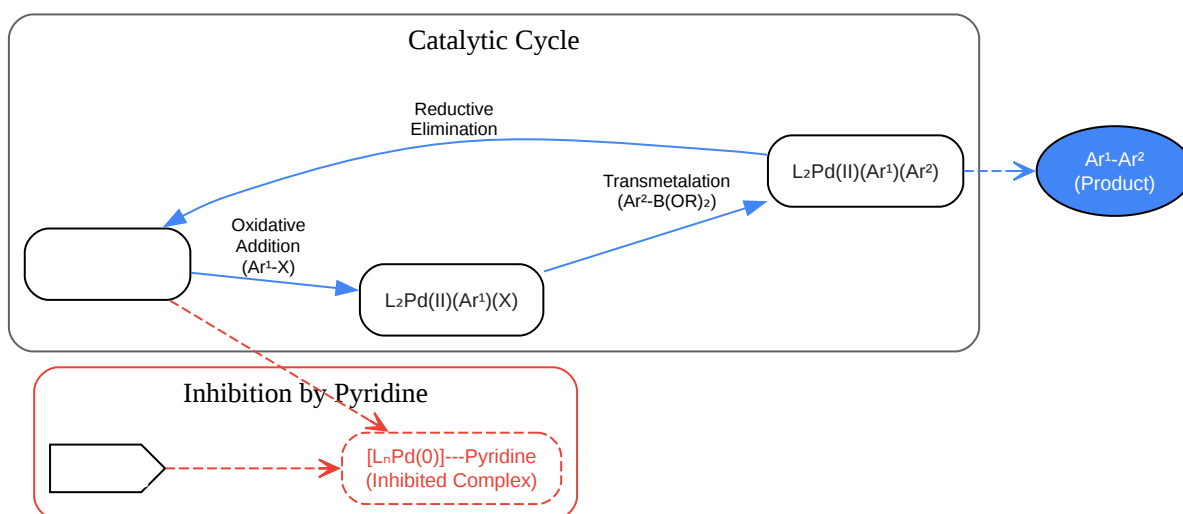 Catalytic Cycle
Reductive
Elimination
L₂Pd(II)(Ar¹)(Ar²)
Ar¹-Ar²
(Product)
Transmetalation
(Ar²-B(OR)₂)
Oxidative
Addition
(Ar¹-X)
L₂Pd(II)(Ar¹)(X)
Inhibition by Pyridine
[LₙPd(0)]---Pyridine
(Inhibited Complex)